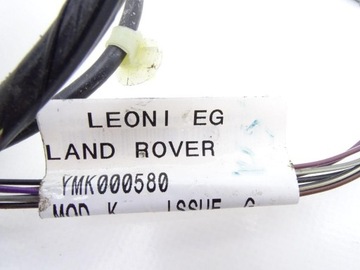 LEONI EG
LAND ROVER
YMK000580
MOD K ISSUE G